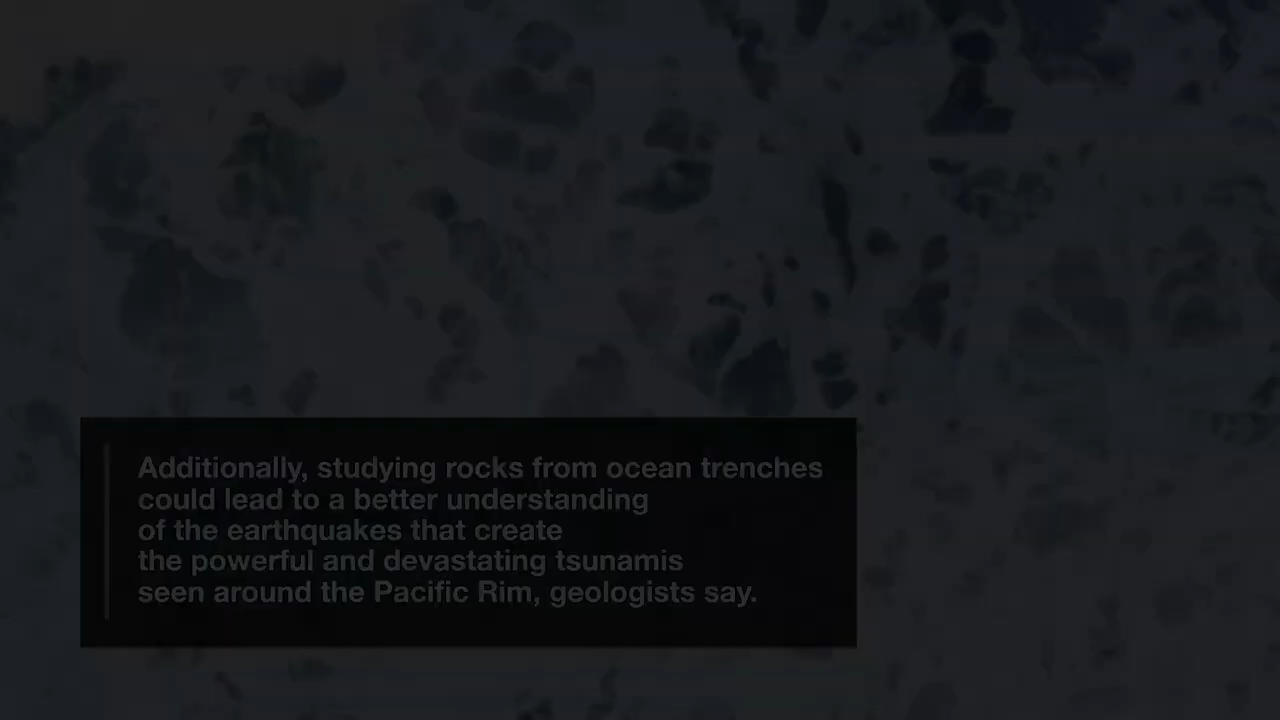 Additionally, studying rocks from ocean trenches
could lead to a better understanding
of the earthquakes that create
the powerful and devastating tsunamis
seen around the Pacific Rim, geologists say.